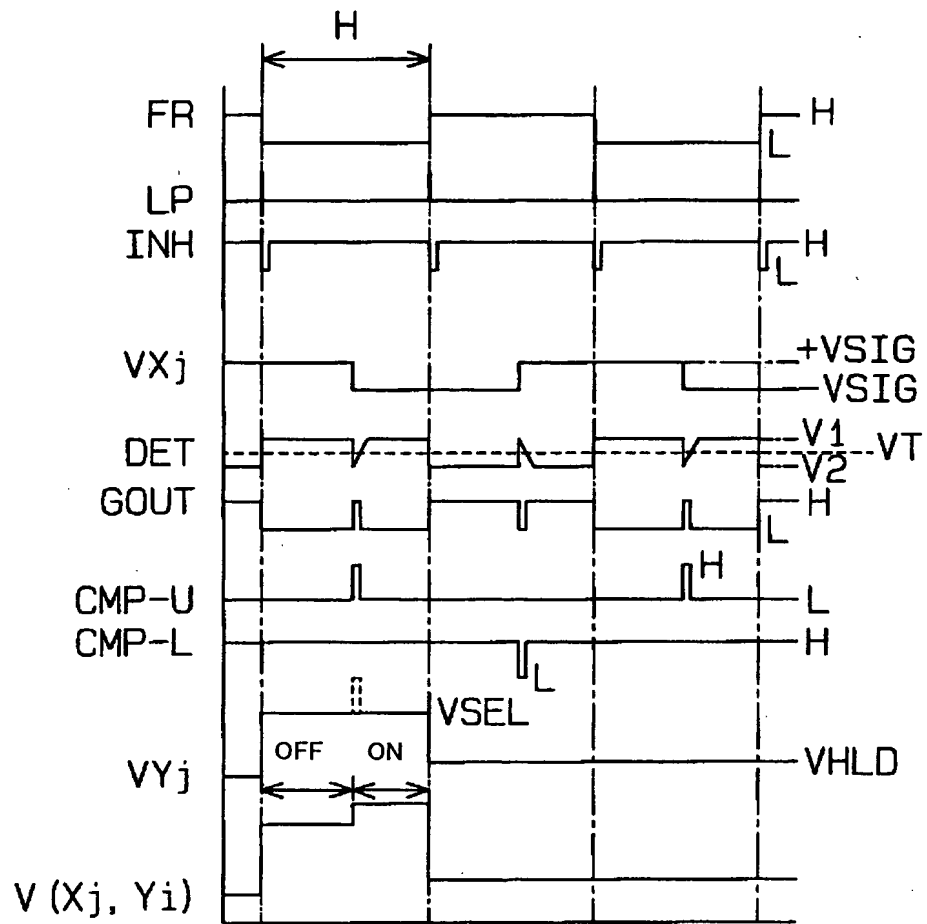 H
FR H
L
LP
INH H
L
VXj +VSIG
-VSIG
DET V1
VT
V2
GOUT H
L
CMP-U H L
CMP-L H
L
VSEL
OFF ON
VYj VHLD
V (Xj, Yi)